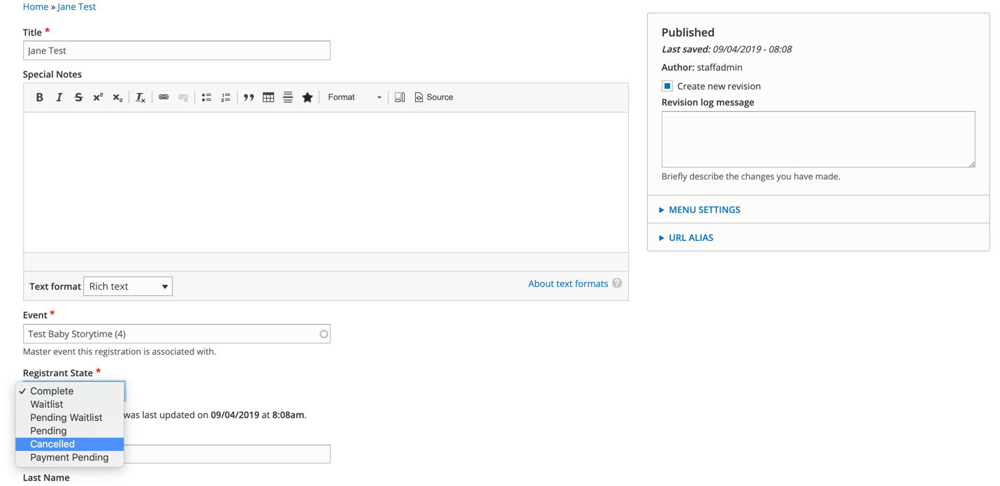 Home » Jane Test
Title *
Jane Test
Special Notes
B I S x² x₂ Tx Format Source
Text format Rich text
About text formats ?
Event *
Test Baby Storytime (4)
Master event this registration is associated with.
Registrant State *
✓ Complete
Waitlist
Pending Waitlist
Pending
Cancelled
Payment Pending
was last updated on 09/04/2019 at 8:08am.
Last Name
Published
Last saved: 09/04/2019 - 08:08
Author: staffadmin
Create new revision
Revision log message
Briefly describe the changes you have made.
MENU SETTINGS
URL ALIAS